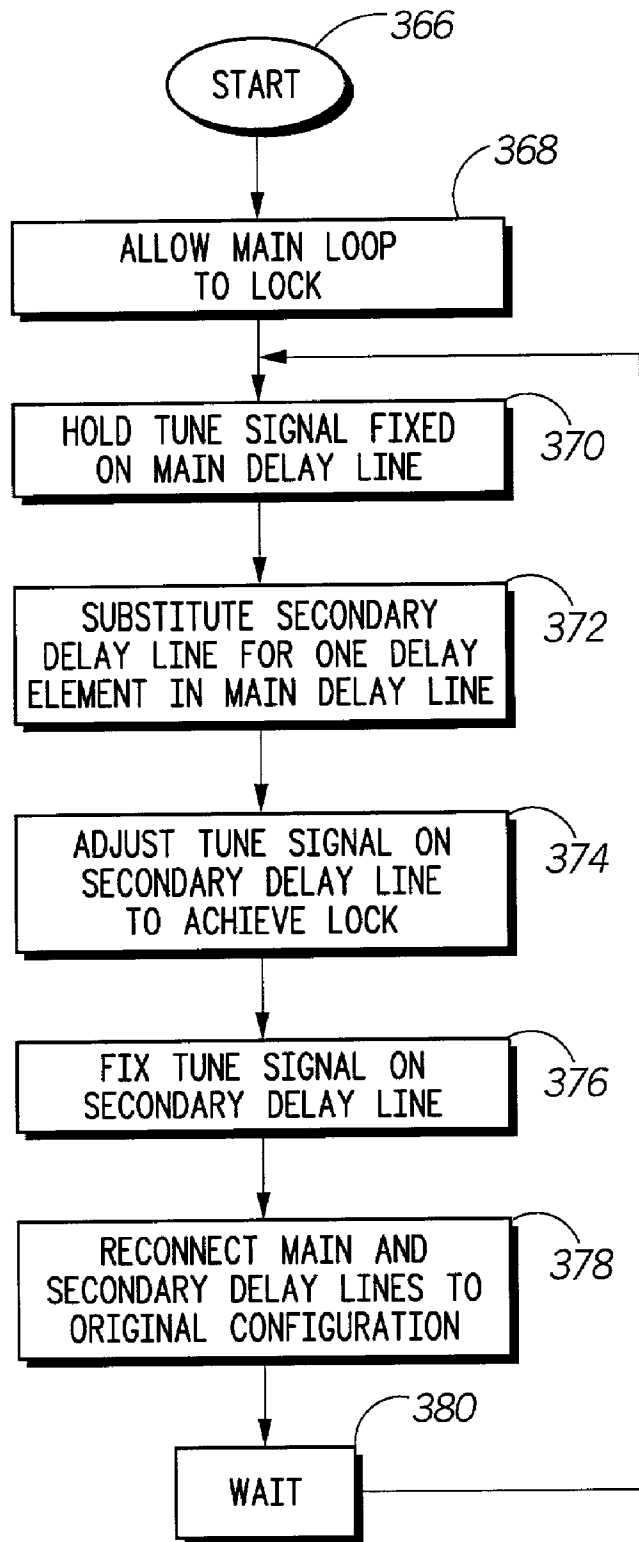 366
START
368
ALLOW MAIN LOOP
TO LOCK
HOLD TUNE SIGNAL FIXED
ON MAIN DELAY LINE
370
SUBSTITUTE SECONDARY
DELAY LINE FOR ONE DELAY
ELEMENT IN MAIN DELAY LINE
372
ADJUST TUNE SIGNAL ON
SECONDARY DELAY LINE
TO ACHIEVE LOCK
374
FIX TUNE SIGNAL ON
SECONDARY DELAY LINE
376
RECONNECT MAIN AND
SECONDARY DELAY LINES TO
ORIGINAL CONFIGURATION
378
380
WAIT